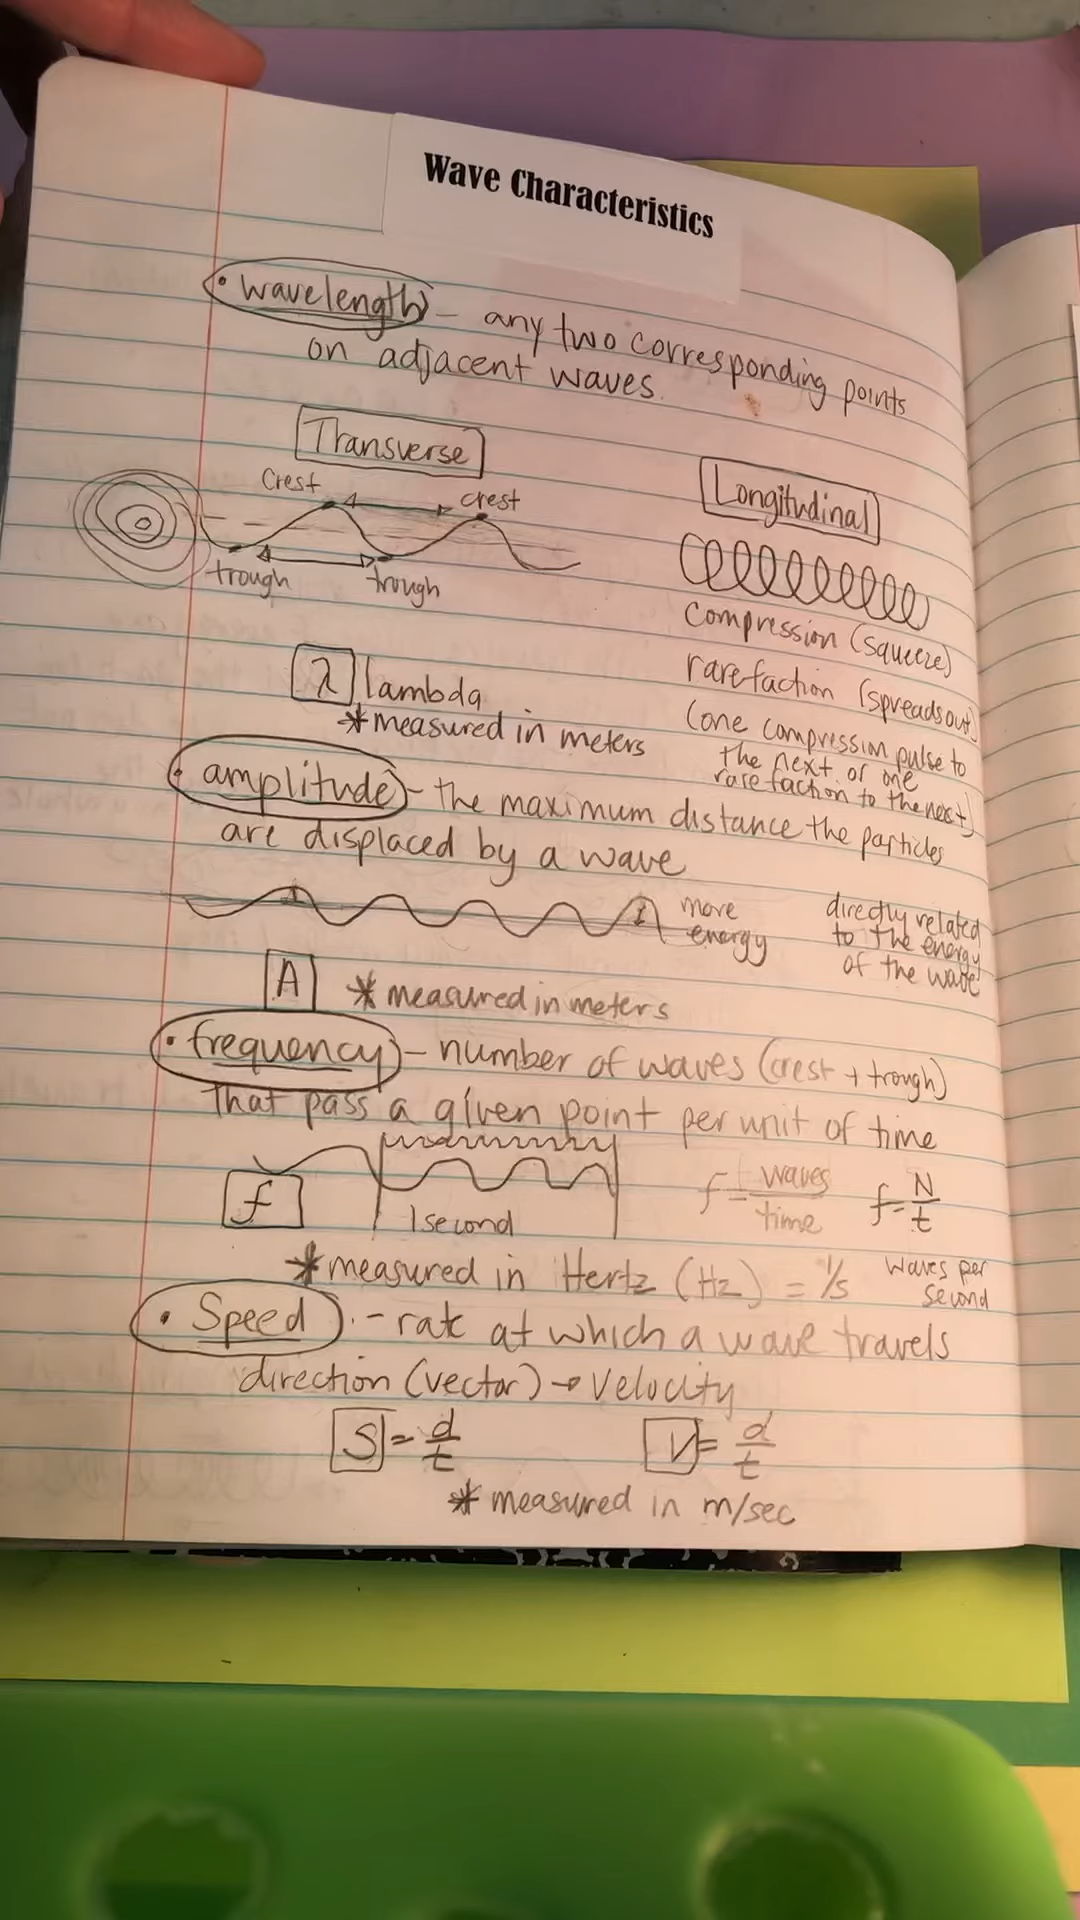 Wave Characteristics
• wavelength – any two corresponding points
on adjacent waves.
Transverse
Crest
crest
trough
trough
Longitudinal
Compression (squeeze)
rarefaction (spreads out)
(one compression pulse to
the next or one
rarefaction to the next)
λ lambda
*measured in meters
• amplitude – the maximum distance the particles
are displaced by a wave
more
energy
directly related
to the energy
of the wave
A * measured in meters
• frequency – number of waves (crest + trough)
That pass a given point per unit of time
f
1 second
f = waves
time
f = N
t
*measured in Hertz (Hz) = 1/s
waves per
second
• Speed – rate at which a wave travels
direction (vector) → velocity
S = d
t
V = d
t
* measured in m/sec